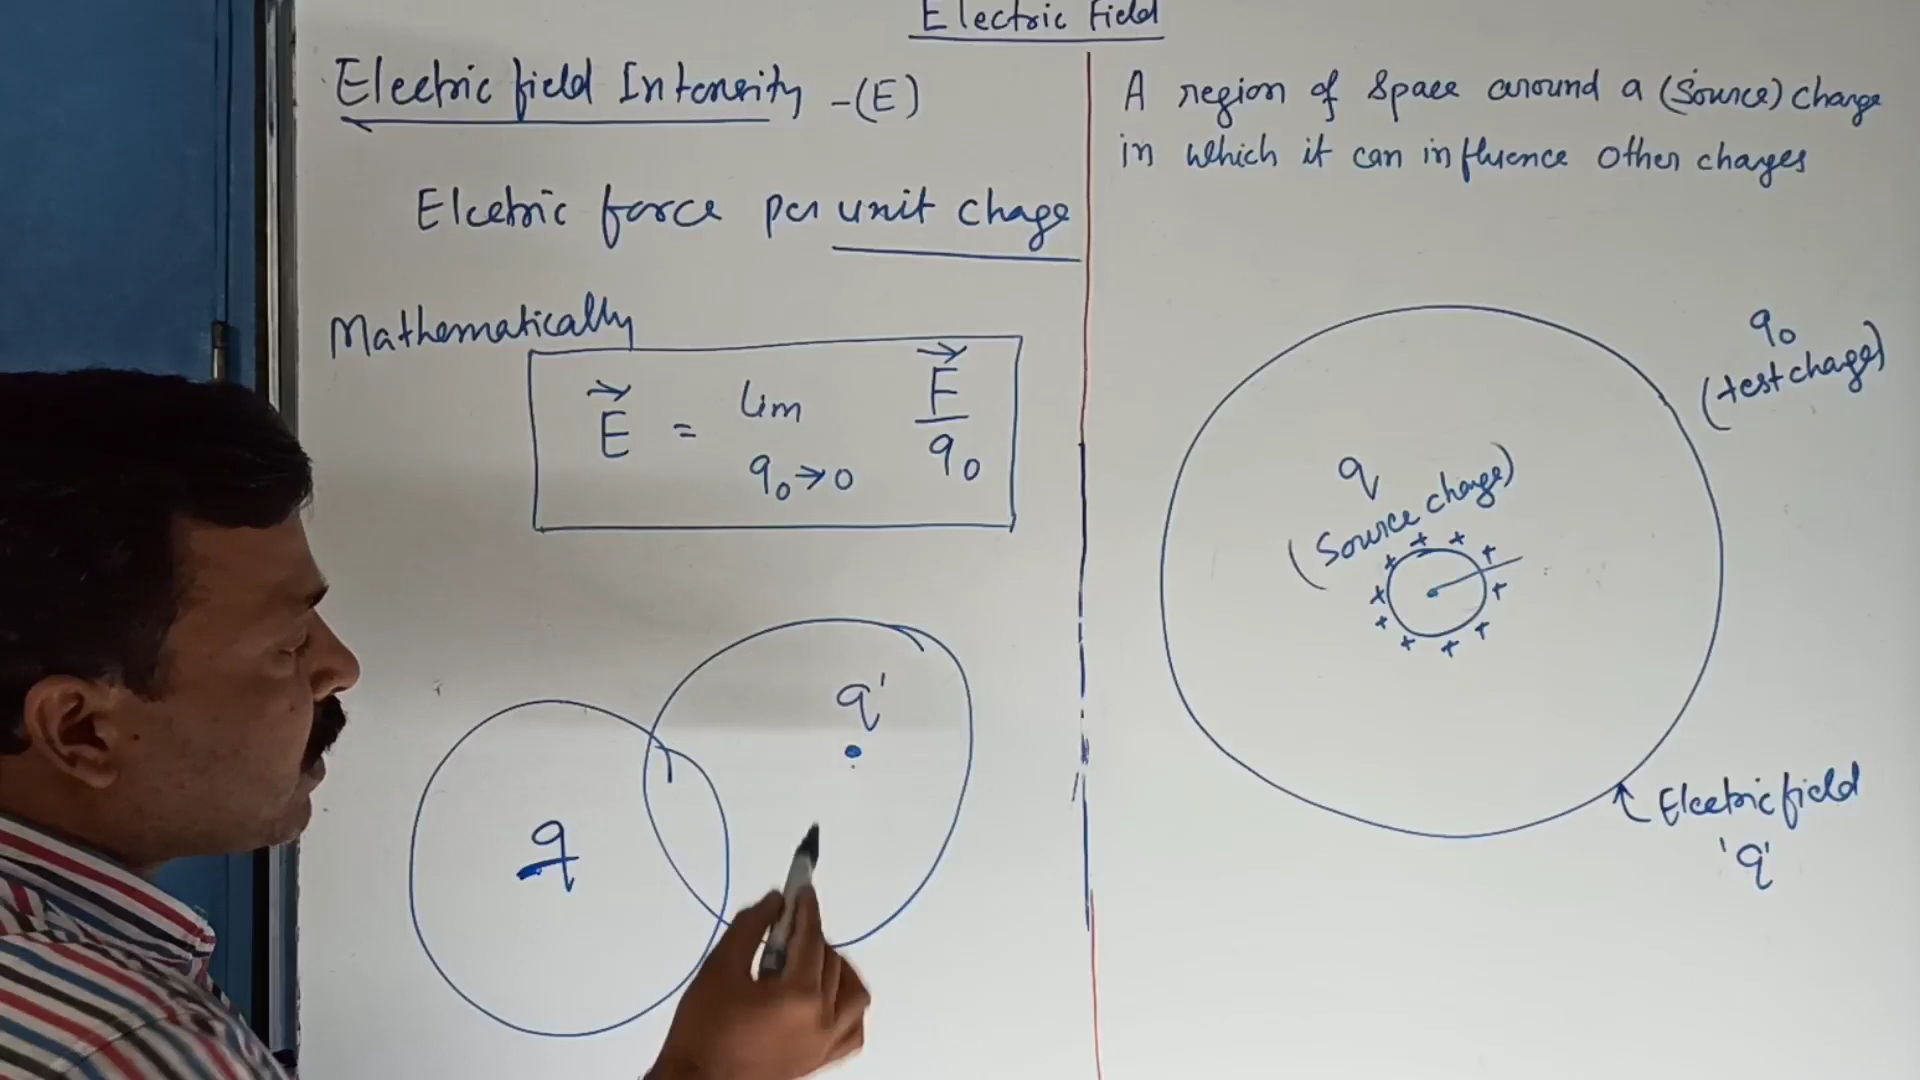 Electric Field
Electric field Intensity -(E)
Electric force per unit chage
Mathematically
E⃗ = lim q₀→0 F⃗/q₀
q'
q
A region of space around a (Source) charge
in which it can influence other charges
q₀
(test charge)
q
(Source charge)
+ + + + + + + + + +
Electric field
'q'